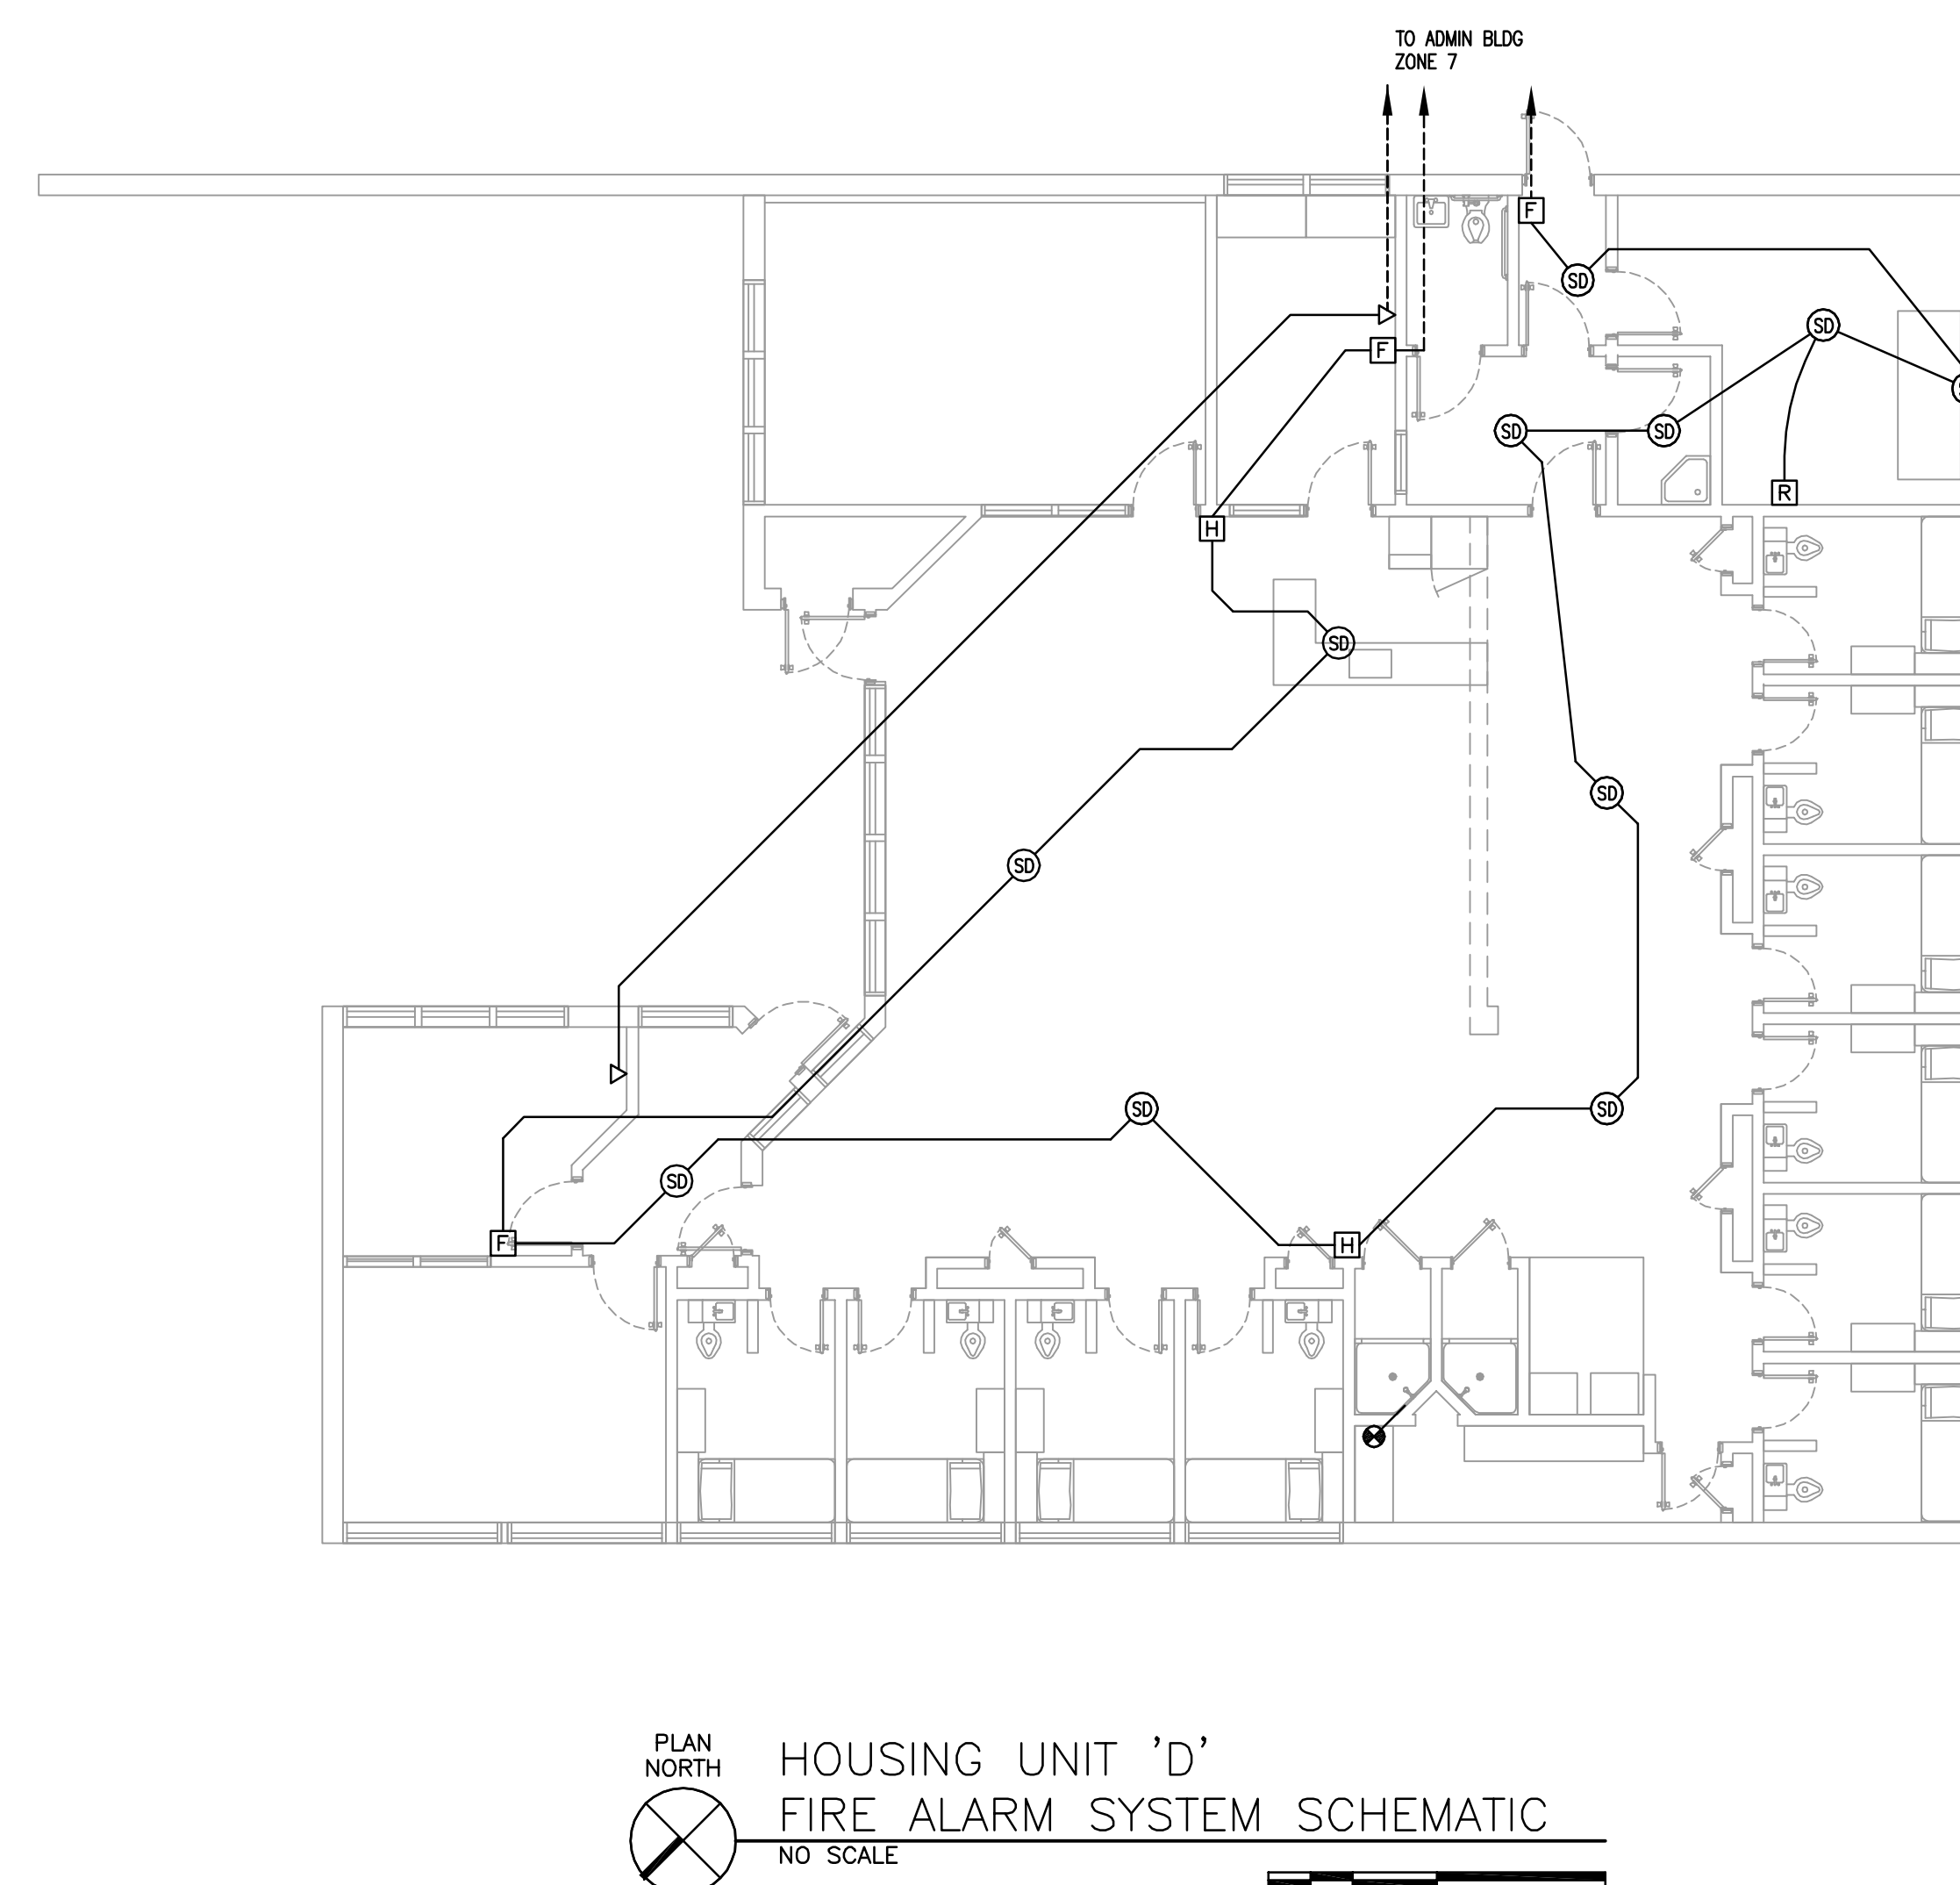 TO ADMIN BLDG
ZONE 7
F
SD
SD
F
SD
SD
R
H
SD
SD
SD
SD
SD
SD
F
H
PLAN
NORTH
HOUSING UNIT 'D'
FIRE ALARM SYSTEM SCHEMATIC
NO SCALE